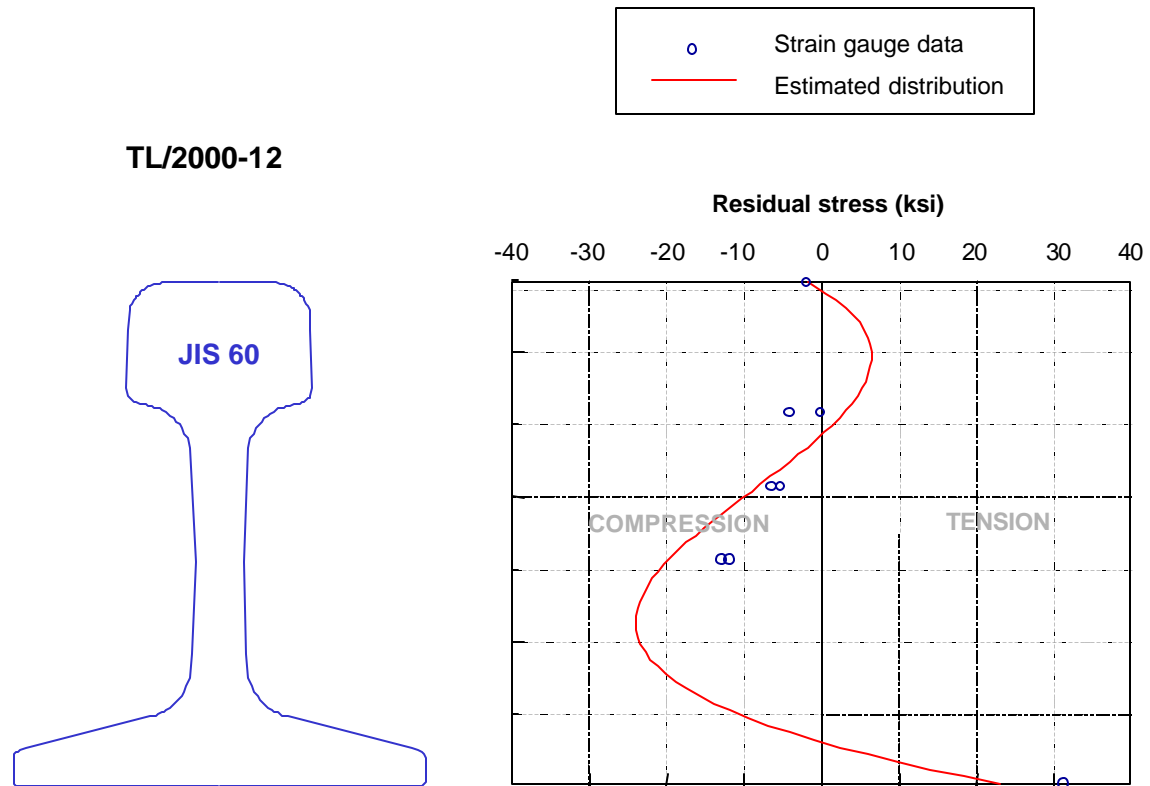 Strain gauge data
Estimated distribution
TL/2000-12
Residual stress (ksi)
-40 -30 -20 -10 0 10 20 30 40
JIS 60
COMPRESSION
TENSION